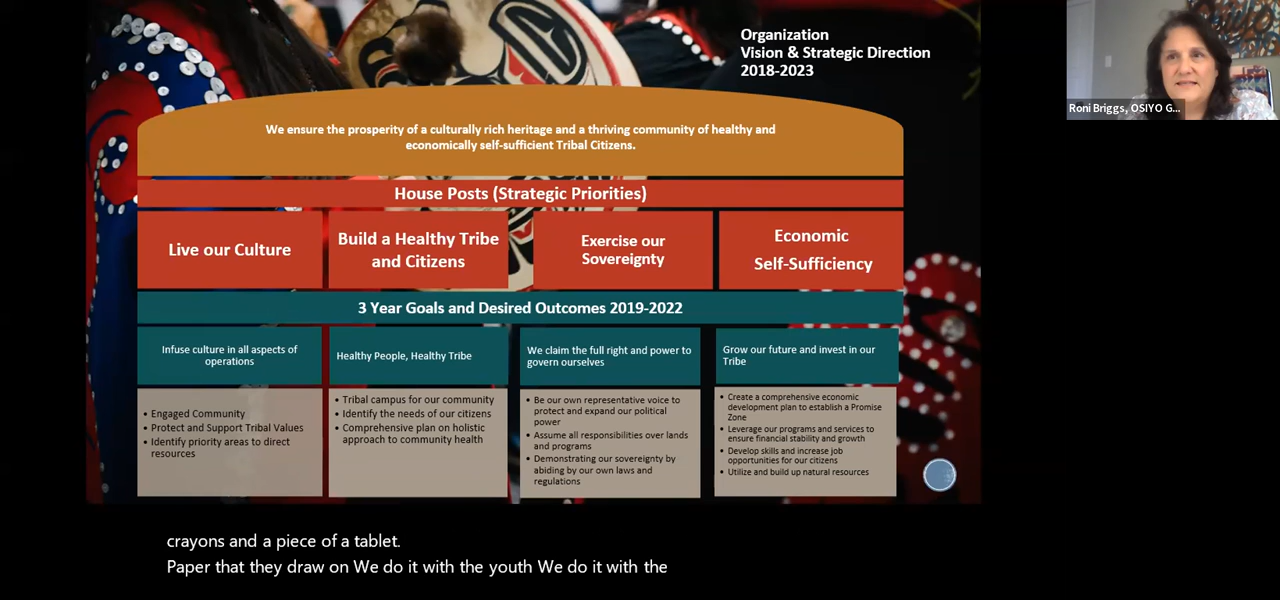 Organization
Vision & Strategic Direction
2018-2023
Roni Briggs, OSIYO G...
We ensure the prosperity of a culturally rich heritage and a thriving community of healthy and
economically self-sufficient Tribal Citizens.
House Posts (Strategic Priorities)
Live our Culture
Build a Healthy Tribe
and Citizens
Exercise our
Sovereignty
Economic
Self-Sufficiency
3 Year Goals and Desired Outcomes 2019-2022
Infuse culture in all aspects of
operations
Healthy People, Healthy Tribe
We claim the full right and power to
govern ourselves
Grow our future and invest in our
Tribe
• Engaged Community
• Protect and Support Tribal Values
• Identify priority areas to direct
resources
• Tribal campus for our community
• Identify the needs of our citizens
• Comprehensive plan on holistic
approach to community health
• Be our own representative voice to
protect and expand our political
power
• Assume all responsibilities over lands
and programs
• Demonstrating our sovereignty by
abiding by our own laws and
regulations
• Create a comprehensive economic
development plan to establish a Promise
Zone
• Leverage our programs and services to
ensure financial stability and growth
• Develop skills and increase job
opportunities for our citizens
• Utilize and build up natural resources
crayons and a piece of a tablet.
Paper that they draw on We do it with the youth We do it with the